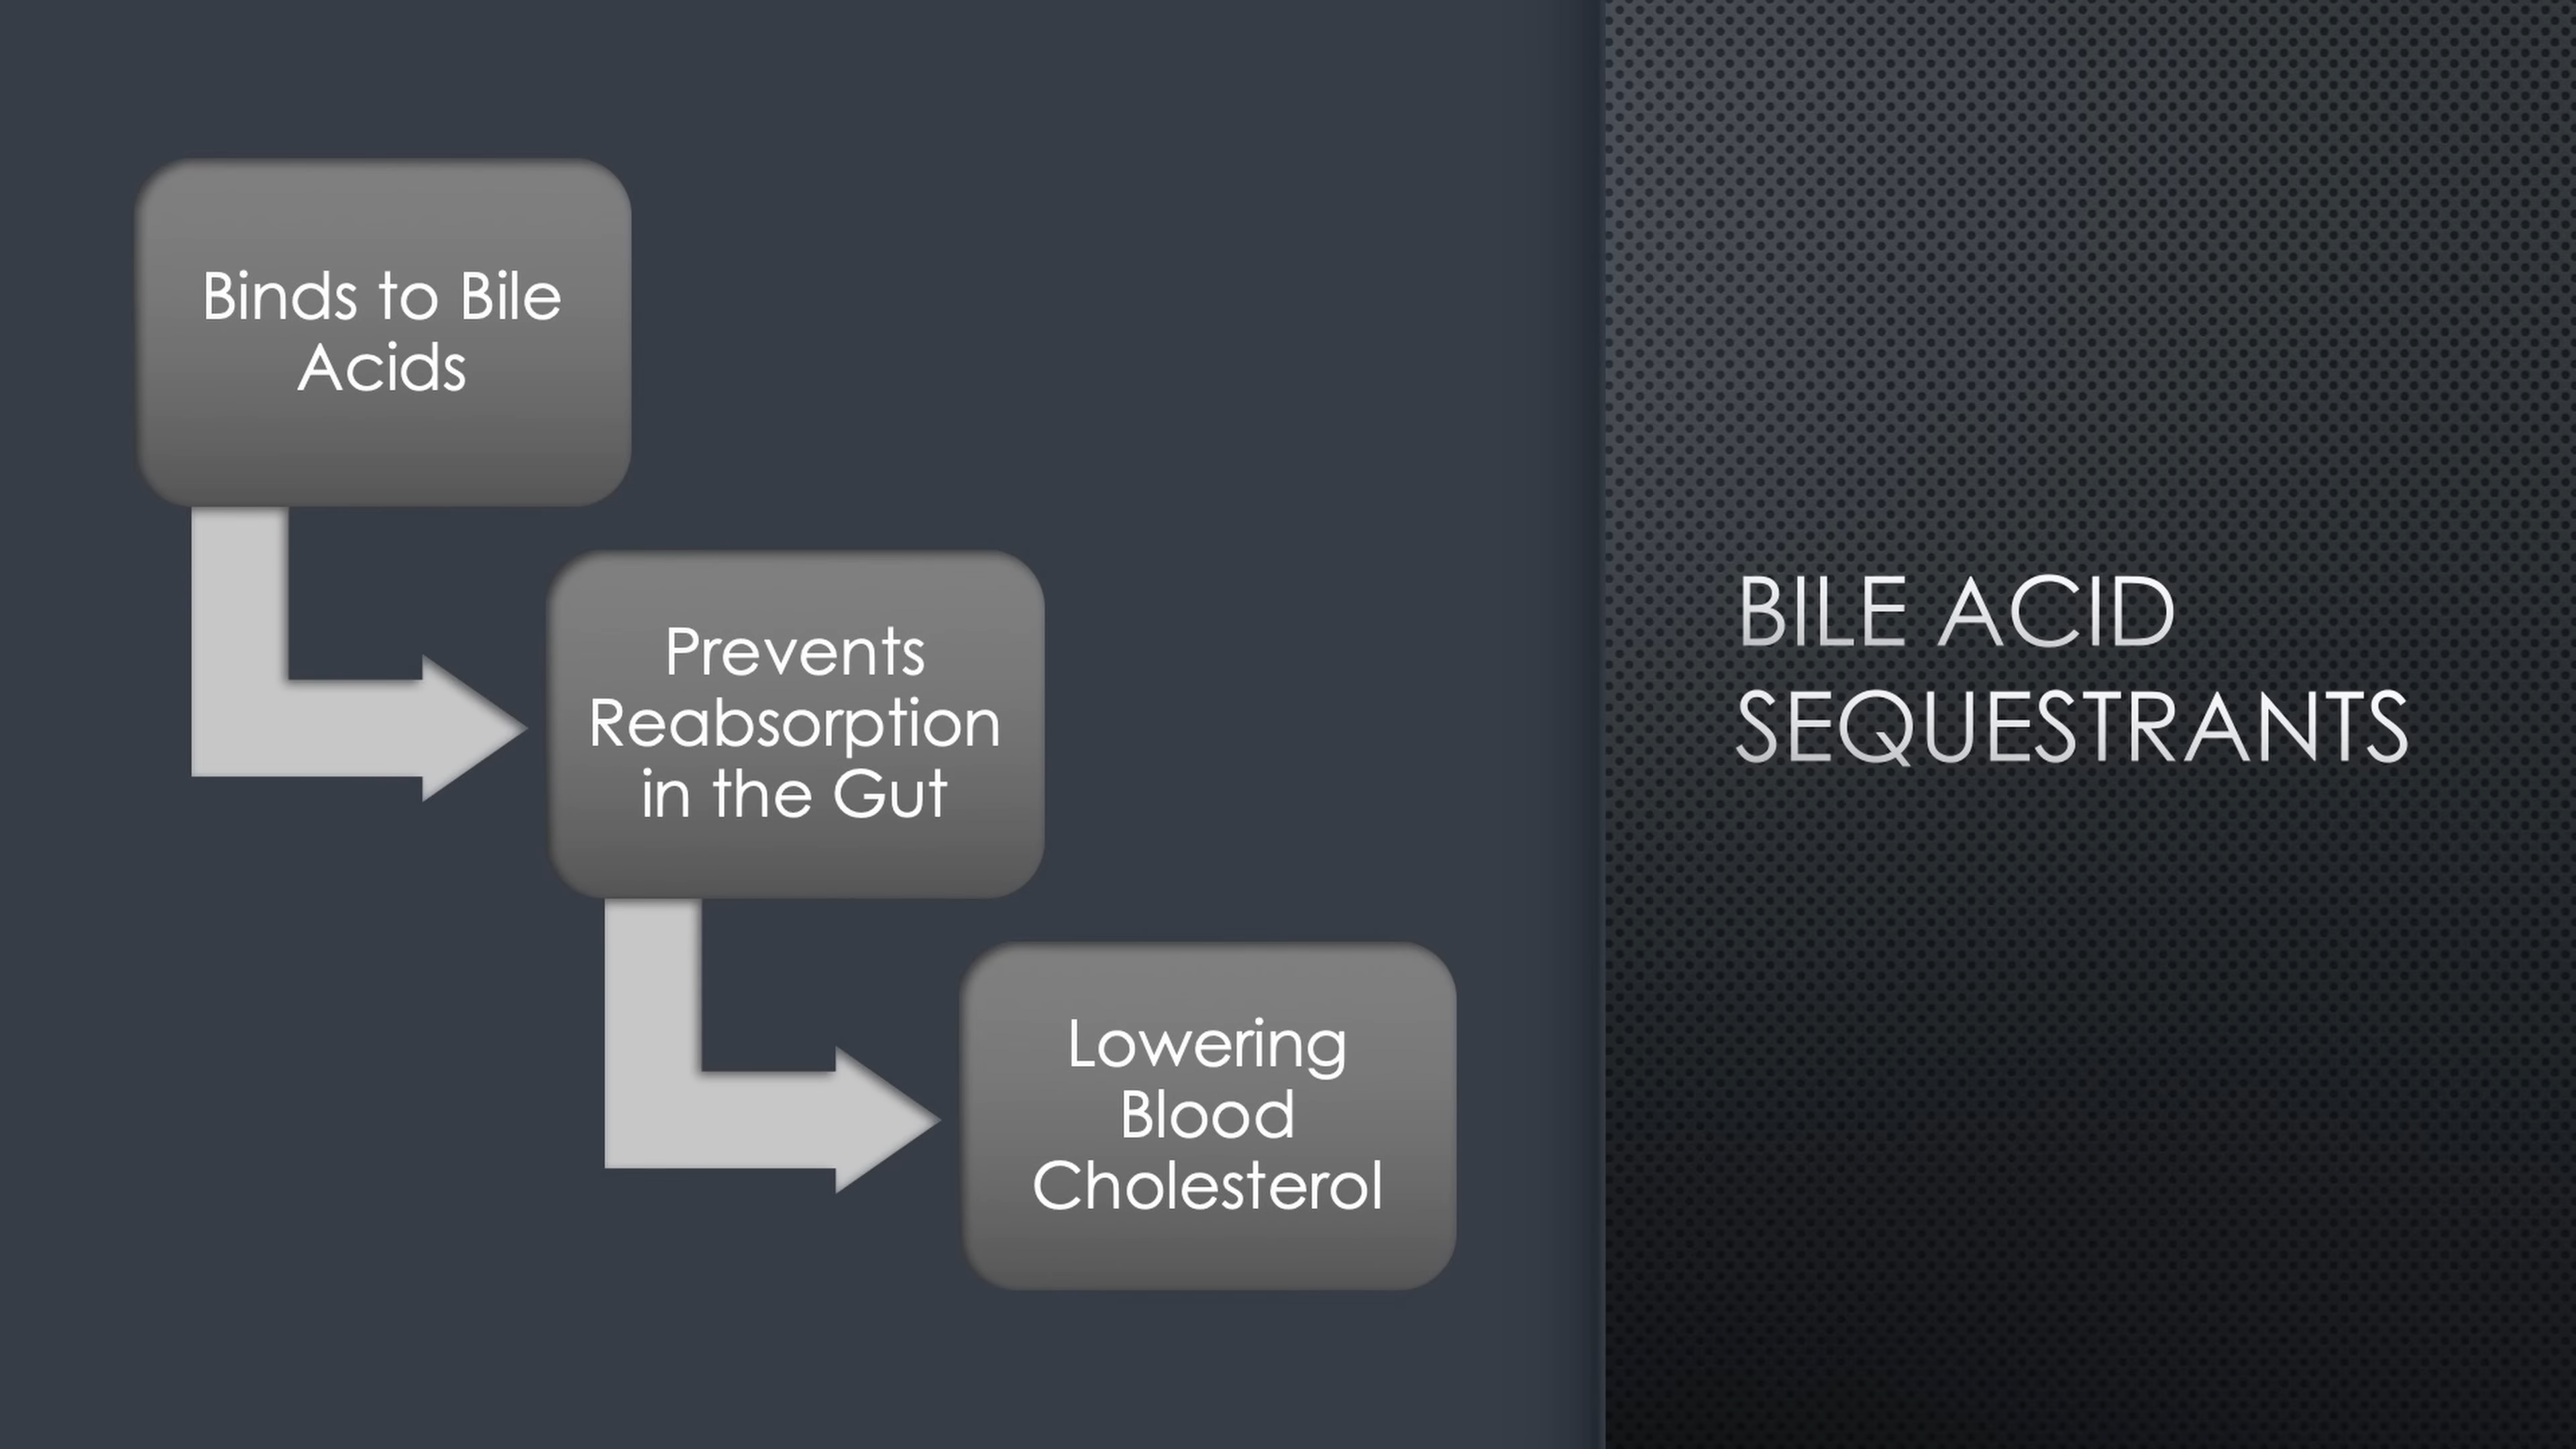 Binds to Bile
Acids
Prevents
Reabsorption
in the Gut
Lowering
Blood
Cholesterol
BILE ACID
SEQUESTRANTS